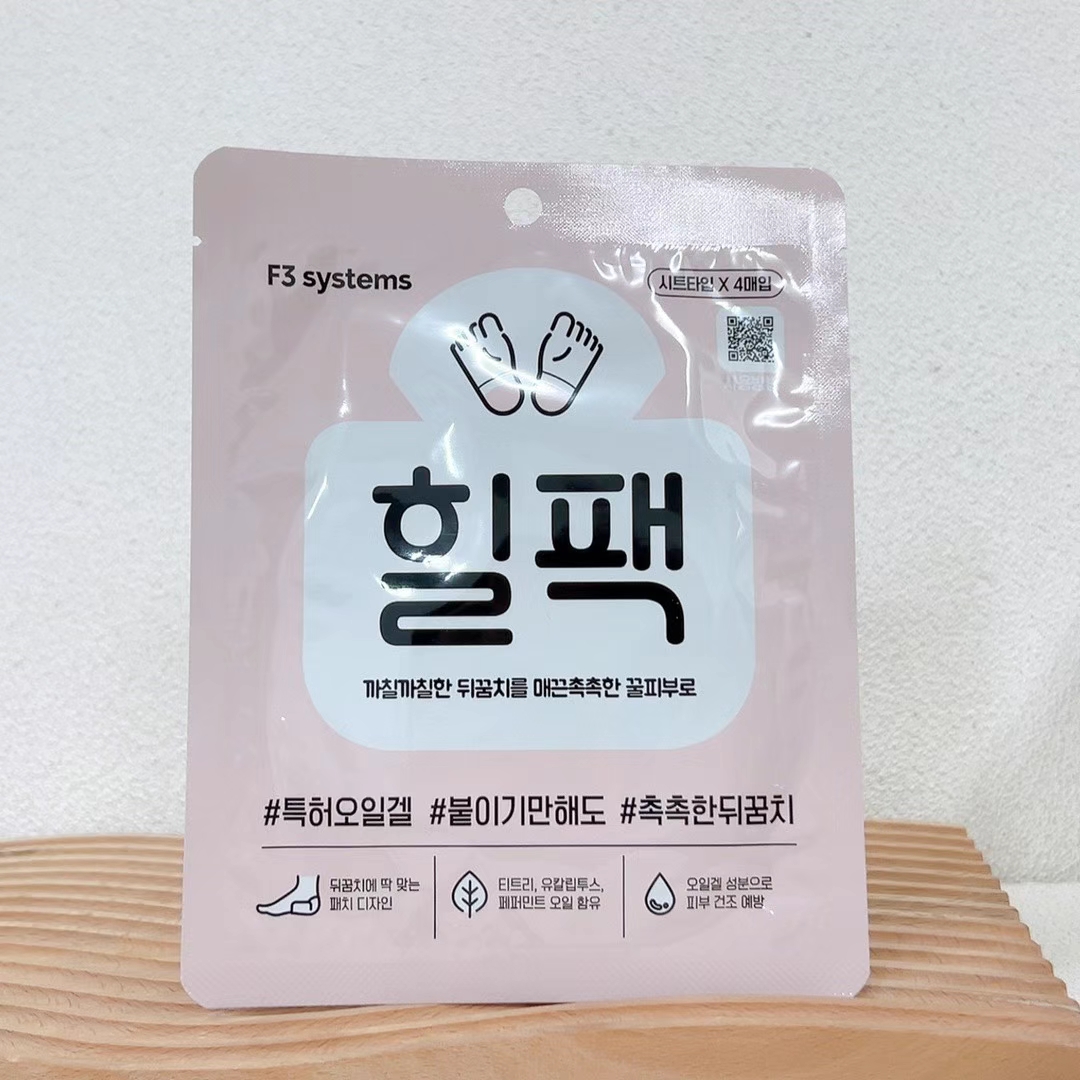 F3 systems
시트타입 X 4매입
힐팩
까칠까칠한 뒤꿈치를 매끈촉촉한 꿀피부로
#특허오일겔 #붙이기만해도 #촉촉한뒤꿈치
뒤꿈치에 딱 맞는
패치 디자인
티트리, 유칼립투스,
페퍼민트 오일 함유
오일겔 성분으로
피부 건조 예방